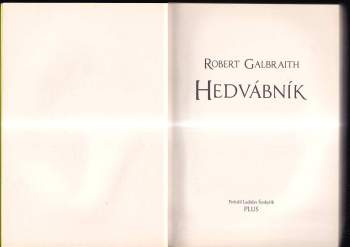 ROBERT GALBRAITH
HEDVÁBNÍK
Přeložil Ladislav Šenkyřík
PLUS